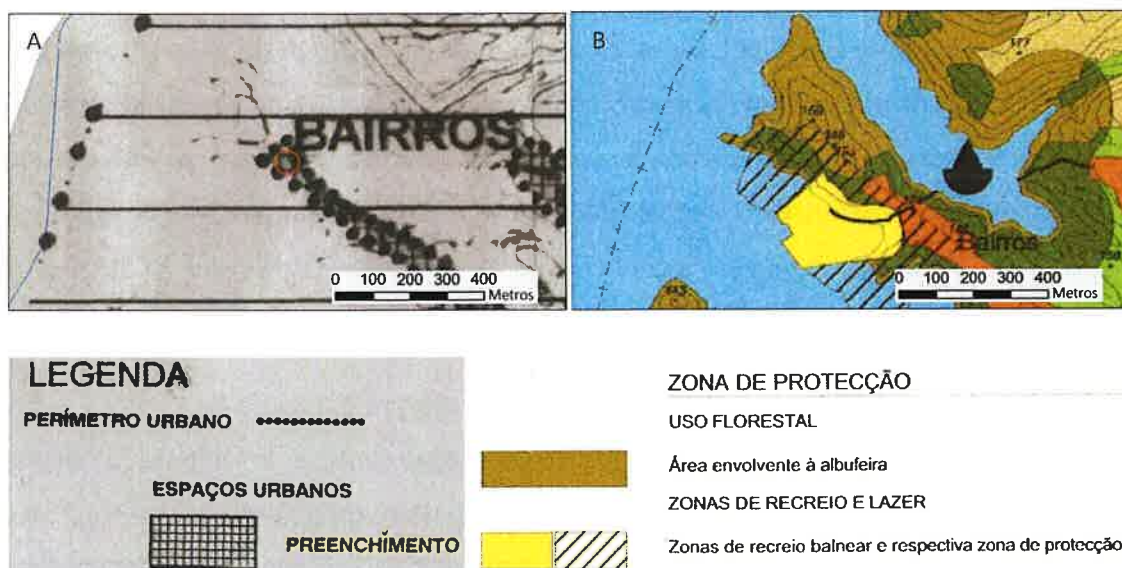 A
BAIRROS
0 100 200 300 400
Metros
B
Bairros
0 100 200 300 400
Metros
LEGENDA
PERÍMETRO URBANO
ESPAÇOS URBANOS
PREENCHÍMENTO
ZONA DE PROTECÇÃO
USO FLORESTAL
Área envolvente à albufeira
ZONAS DE RECREIO E LAZER
Zonas de recreio balnear e respectiva zona de protecção